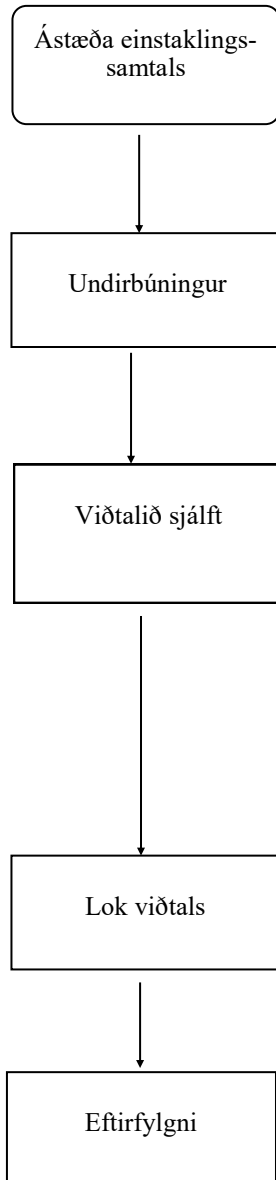 Ástæða einstaklings-
samtals
Undirbúningur
Viðtalið sjálft
Lok viðtals
Eftirfylgni